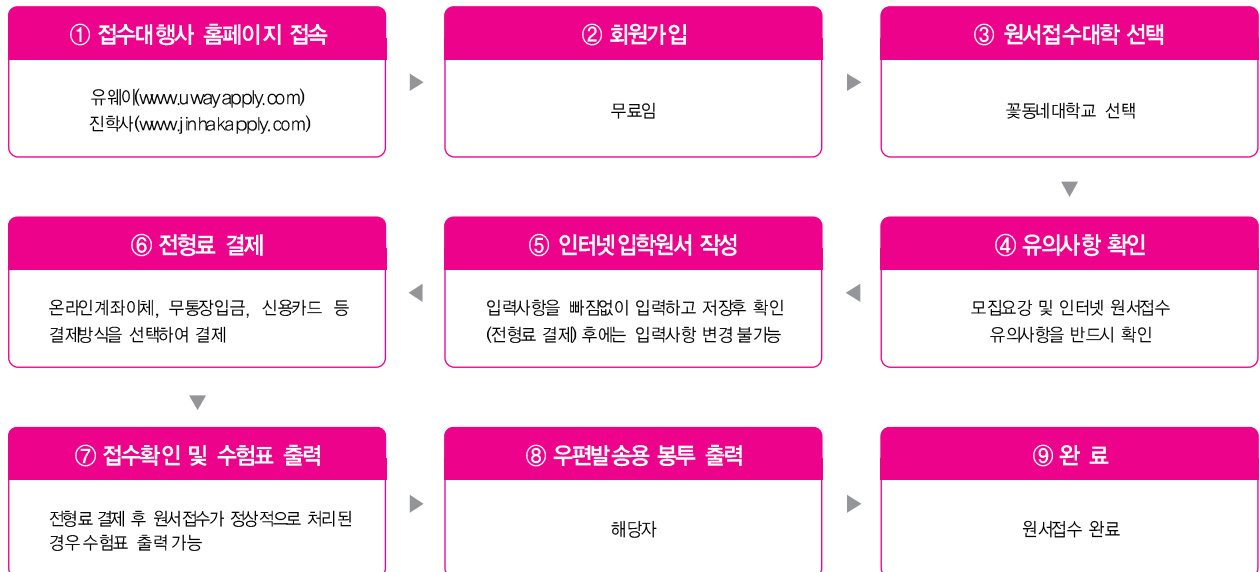 ① 접수대행사 홈페이지 접속
유웨이(www.uwayapply.com)
진학사(www.jinhakapply.com)
② 회원가입
무료임
③ 원서접수대학 선택
꽃동네대학교 선택
④ 유의사항 확인
모집요강 및 인터넷 원서접수
유의사항을 반드시 확인
⑤ 인터넷입학원서 작성
입력사항을 빠짐없이 입력하고 저장후 확인
(전형료 결제) 후에는 입력사항 변경 불가능
⑥ 전형료 결제
온라인계좌이체, 무통장입금, 신용카드 등
결제방식을 선택하여 결제
⑦ 접수확인 및 수험표 출력
전형료 결제 후 원서접수가 정상적으로 처리된
경우 수험표 출력 가능
⑧ 우편발송용 봉투 출력
해당자
⑨ 완 료
원서접수 완료